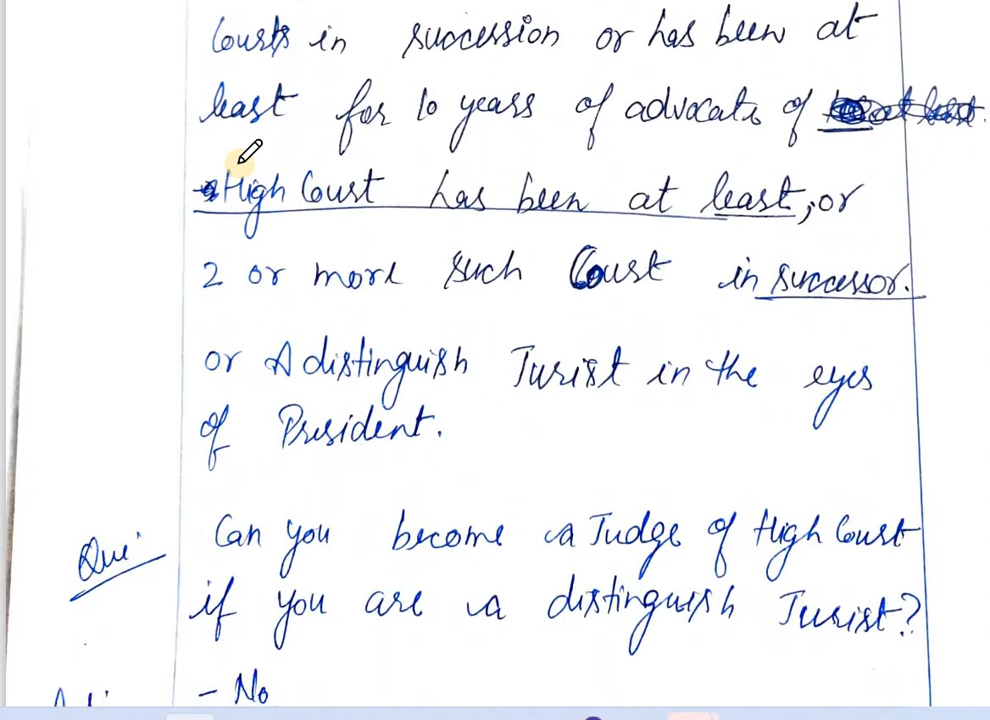 Courts in succession or has been at
least for 10 years of advocate of
High Court has been at least, or
2 or more such Court in successor.
or A distinguish Jurist in the eyes
of President.
Que:- Can you become a Judge of High Court
if you are a distinguish Jurist?
- No